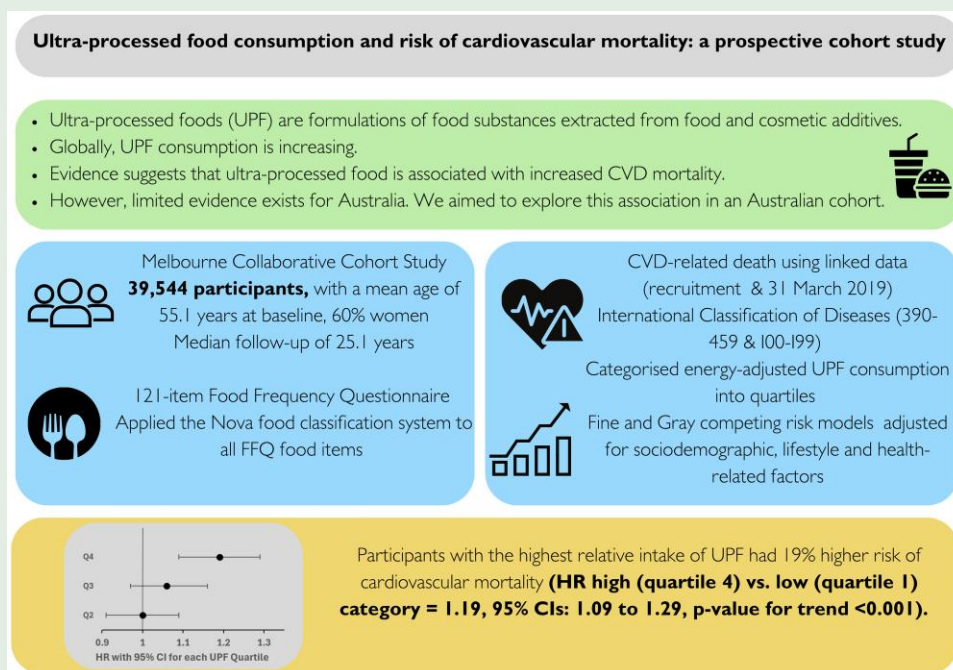 Ultra-processed food consumption and risk of cardiovascular mortality: a prospective cohort study
• Ultra-processed foods (UPF) are formulations of food substances extracted from food and cosmetic additives.
• Globally, UPF consumption is increasing.
• Evidence suggests that ultra-processed food is associated with increased CVD mortality.
• However, limited evidence exists for Australia. We aimed to explore this association in an Australian cohort.
Melbourne Collaborative Cohort Study
39,544 participants, with a mean age of
55.1 years at baseline, 60% women
Median follow-up of 25.1 years
121-item Food Frequency Questionnaire
Applied the Nova food classification system to
all FFQ food items
CVD-related death using linked data
(recruitment & 31 March 2019)
International Classification of Diseases (390-
459 & I00-I99)
Categorised energy-adjusted UPF consumption
into quartiles
Fine and Gray competing risk models adjusted
for sociodemographic, lifestyle and health-
related factors
Q4
Q3
Q2
0.9 1 1.1 1.2 1.3
HR with 95% CI for each UPF Quartile
Participants with the highest relative intake of UPF had 19% higher risk of
cardiovascular mortality (HR high (quartile 4) vs. low (quartile 1)
category = 1.19, 95% CIs: 1.09 to 1.29, p-value for trend <0.001).